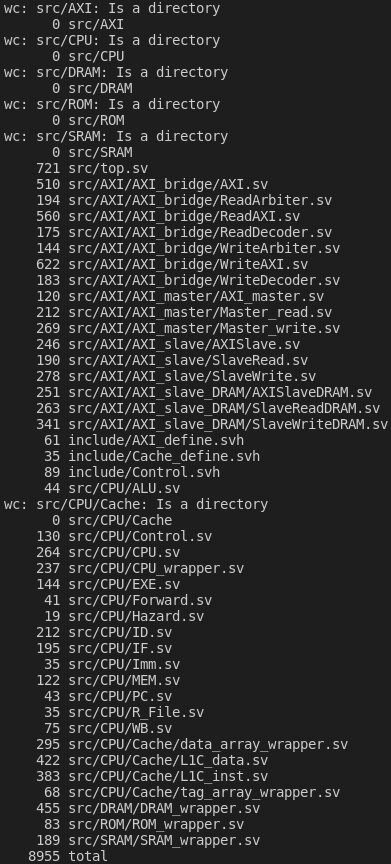 wc: src/AXI: Is a directory
0 src/AXI
wc: src/CPU: Is a directory
0 src/CPU
wc: src/DRAM: Is a directory
0 src/DRAM
wc: src/ROM: Is a directory
0 src/ROM
wc: src/SRAM: Is a directory
0 src/SRAM
721 src/top.sv
510 src/AXI/AXI_bridge/AXI.sv
194 src/AXI/AXI_bridge/ReadArbiter.sv
560 src/AXI/AXI_bridge/ReadAXI.sv
175 src/AXI/AXI_bridge/ReadDecoder.sv
144 src/AXI/AXI_bridge/WriteArbiter.sv
622 src/AXI/AXI_bridge/WriteAXI.sv
183 src/AXI/AXI_bridge/WriteDecoder.sv
120 src/AXI/AXI_master/AXI_master.sv
212 src/AXI/AXI_master/Master_read.sv
269 src/AXI/AXI_master/Master_write.sv
246 src/AXI/AXI_slave/AXISlave.sv
190 src/AXI/AXI_slave/SlaveRead.sv
278 src/AXI/AXI_slave/SlaveWrite.sv
251 src/AXI/AXI_slave_DRAM/AXISlaveDRAM.sv
263 src/AXI/AXI_slave_DRAM/SlaveReadDRAM.sv
341 src/AXI/AXI_slave_DRAM/SlaveWriteDRAM.sv
61 include/AXI_define.svh
35 include/Cache_define.svh
89 include/Control.svh
44 src/CPU/ALU.sv
wc: src/CPU/Cache: Is a directory
0 src/CPU/Cache
130 src/CPU/Control.sv
264 src/CPU/CPU.sv
237 src/CPU/CPU_wrapper.sv
144 src/CPU/EXE.sv
41 src/CPU/Forward.sv
19 src/CPU/Hazard.sv
212 src/CPU/ID.sv
195 src/CPU/IF.sv
35 src/CPU/Imm.sv
122 src/CPU/MEM.sv
43 src/CPU/PC.sv
35 src/CPU/R_File.sv
75 src/CPU/WB.sv
295 src/CPU/Cache/data_array_wrapper.sv
422 src/CPU/Cache/L1C_data.sv
383 src/CPU/Cache/L1C_inst.sv
68 src/CPU/Cache/tag_array_wrapper.sv
455 src/DRAM/DRAM_wrapper.sv
83 src/ROM/ROM_wrapper.sv
189 src/SRAM/SRAM_wrapper.sv
8955 total